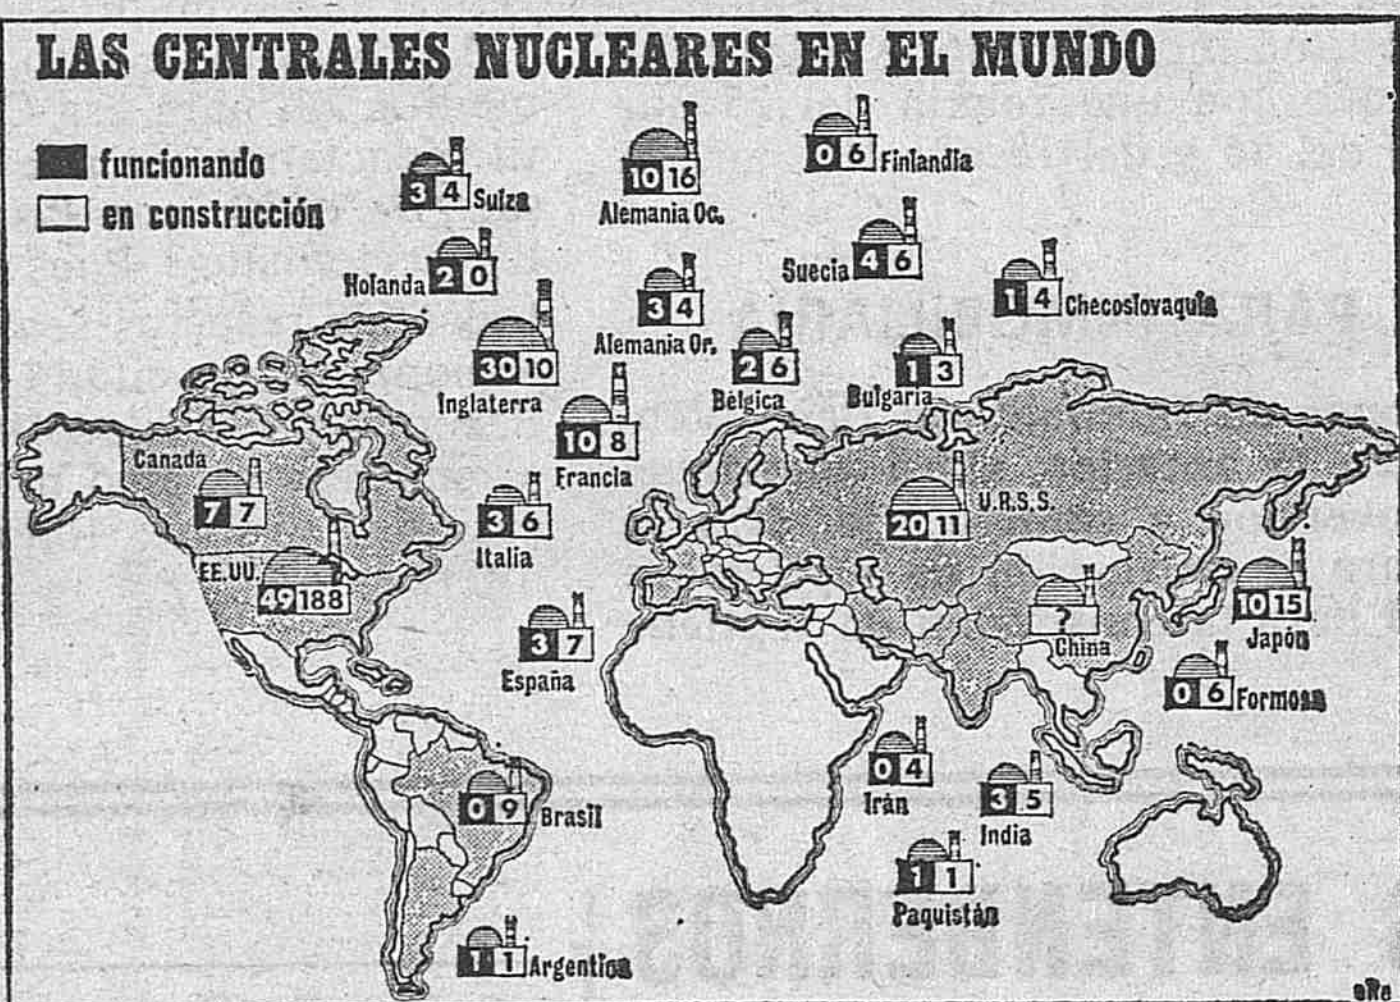 LAS CENTRALES NUCLEARES EN EL MUNDO
funcionando
en construcción
3 4 Suiza
10 16
Alemania Oc.
0 6 Finlandia
Holanda 2 0
Suecia 4 6
3 4
Alemania Or.
1 4 Checoslovaquia
30 10
Inglaterra
2 6
Bélgica
1 3
Bulgaria
10 8
Francia
Canada
7 7
3 6
Italia
20 11
U.R.S.S.
EE.UU.
49 188
3 7
España
?
China
10 15
Japón
0 6 Formosa
0 9 Brasil
0 4
Irán
3 5
India
1 1
Paquistán
1 1 Argentina